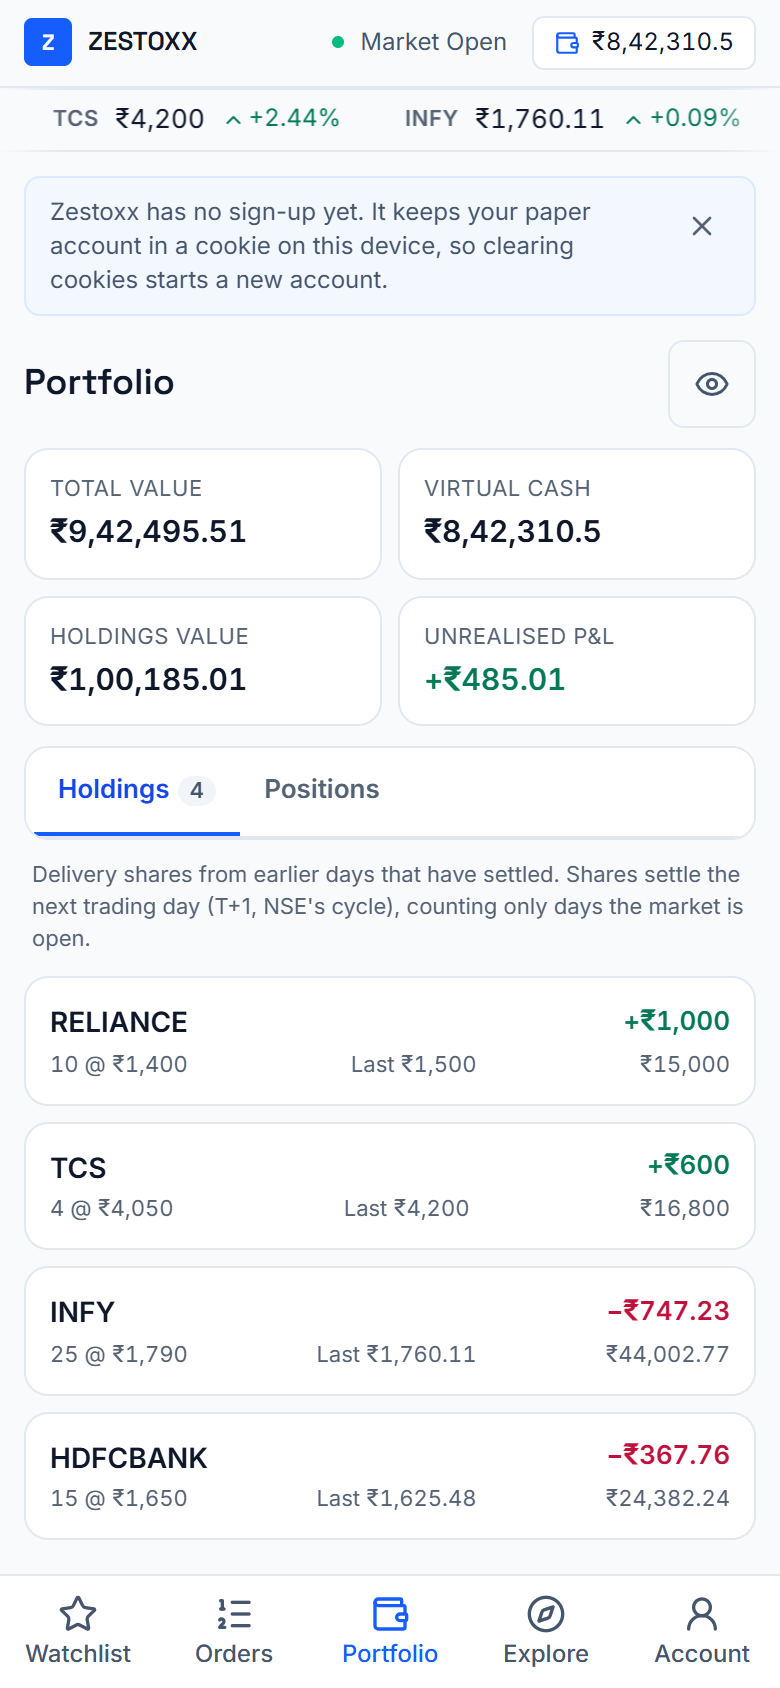 Z ZESTOXX Market Open ₹8,42,310.5
TCS ₹4,200 +2.44% INFY ₹1,760.11 +0.09%
Zestoxx has no sign-up yet. It keeps your paper
account in a cookie on this device, so clearing
cookies starts a new account.
Portfolio
TOTAL VALUE
₹9,42,495.51
VIRTUAL CASH
₹8,42,310.5
HOLDINGS VALUE
₹1,00,185.01
UNREALISED P&L
+₹485.01
Holdings 4 Positions
Delivery shares from earlier days that have settled. Shares settle the
next trading day (T+1, NSE's cycle), counting only days the market is
open.
RELIANCE +₹1,000
10 @ ₹1,400 Last ₹1,500 ₹15,000
TCS +₹600
4 @ ₹4,050 Last ₹4,200 ₹16,800
INFY −₹747.23
25 @ ₹1,790 Last ₹1,760.11 ₹44,002.77
HDFCBANK −₹367.76
15 @ ₹1,650 Last ₹1,625.48 ₹24,382.24
Watchlist Orders Portfolio Explore Account